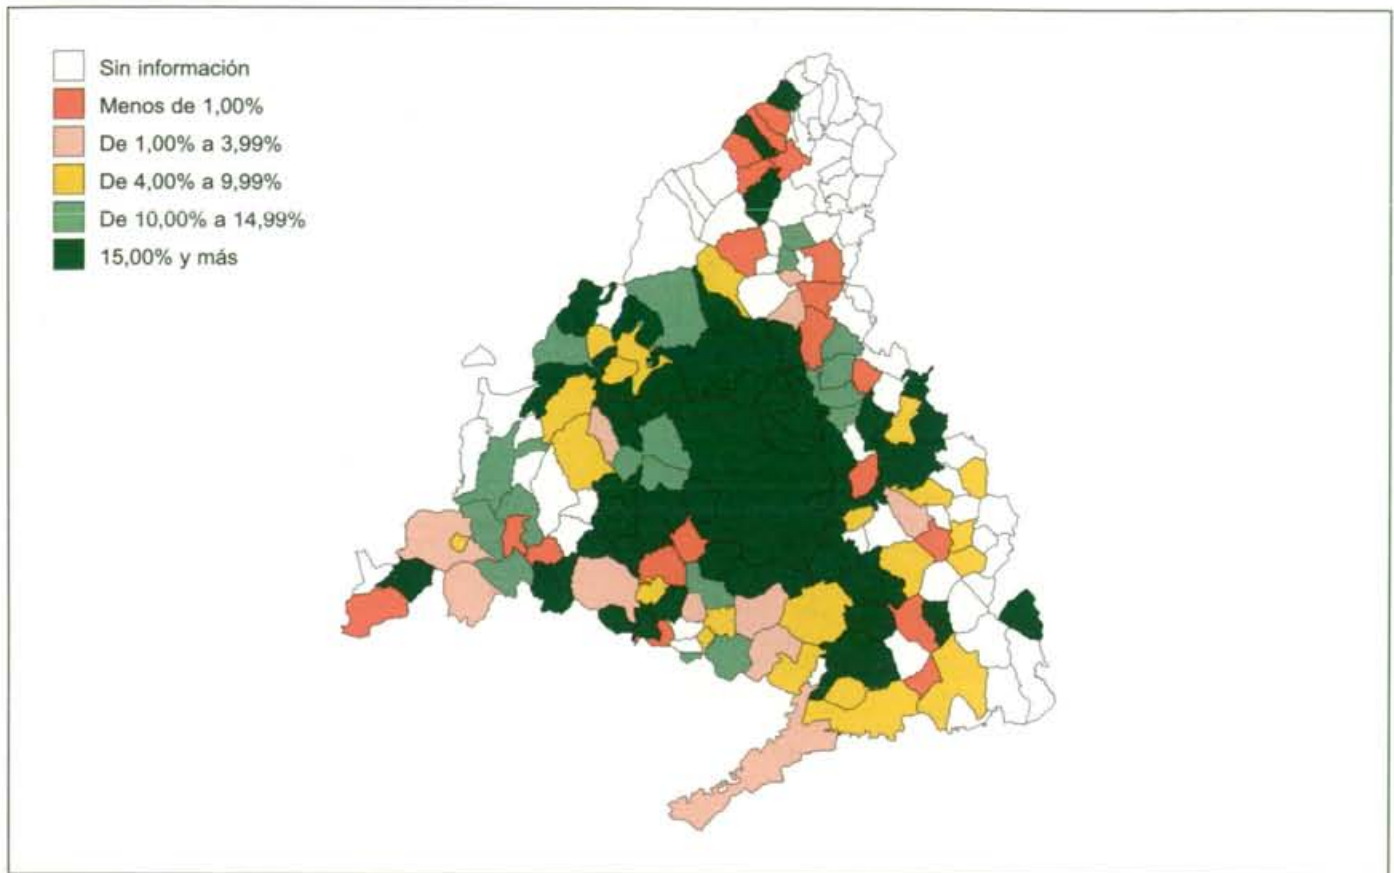 Sin información
Menos de 1,00%
De 1,00% a 3,99%
De 4,00% a 9,99%
De 10,00% a 14,99%
15,00% y más